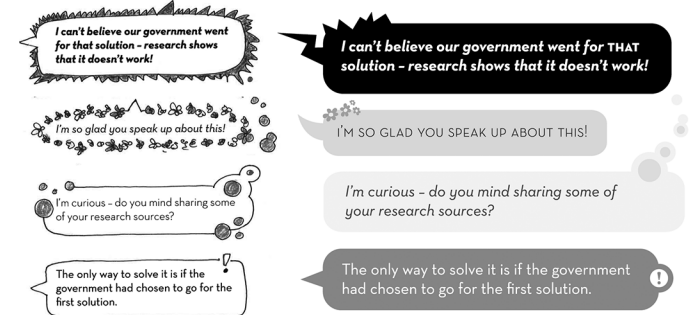 I can't believe our government went
for that solution – research shows
that it doesn't work!
I'm so glad you speak up about this!
I'm curious – do you mind sharing some
of your research sources?
The only way to solve it is if the
government had chosen to go for the
first solution.
I can't believe our government went for THAT
solution – research shows that it doesn't work!
I'M SO GLAD YOU SPEAK UP ABOUT THIS!
I'm curious – do you mind sharing some of
your research sources?
The only way to solve it is if the government
had chosen to go for the first solution.
!